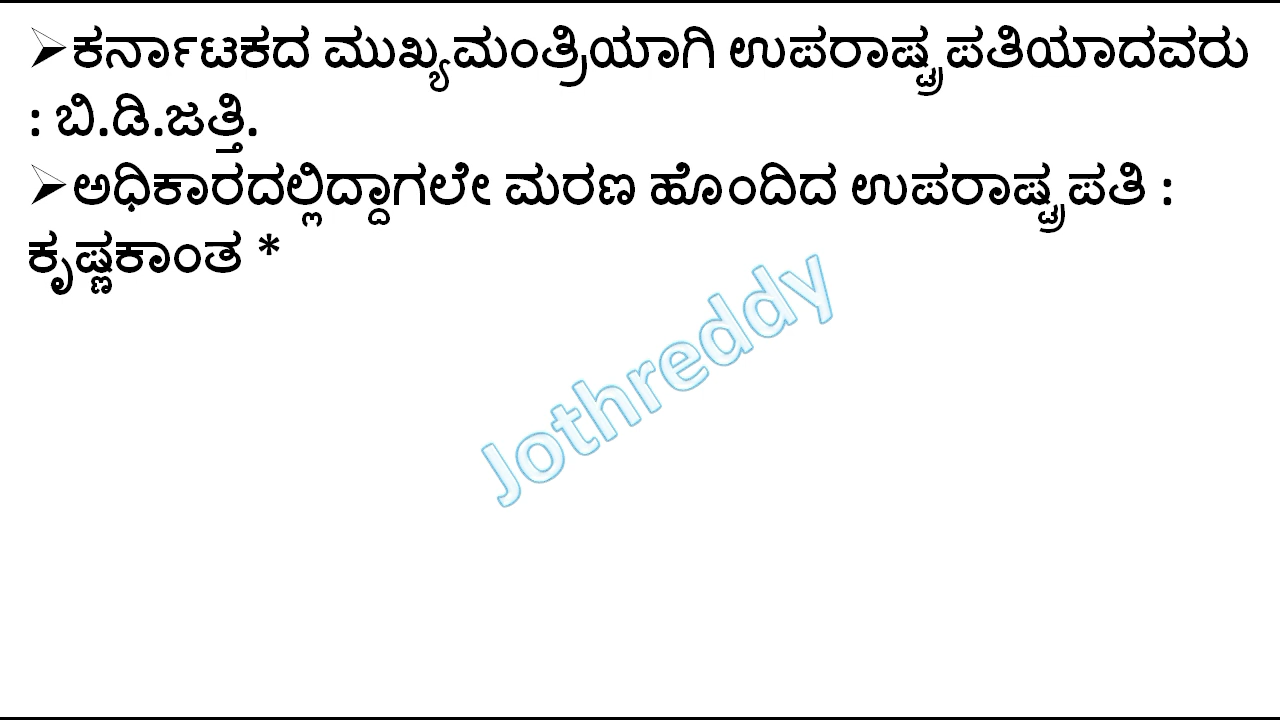 ➢ಕರ್ನಾಟಕದ ಮುಖ್ಯಮಂತ್ರಿಯಾಗಿ ಉಪರಾಷ್ಟ್ರಪತಿಯಾದವರು
: ಬಿ.ಡಿ.ಜತ್ತಿ.
➢ಅಧಿಕಾರದಲ್ಲಿದ್ದಾಗಲೇ ಮರಣ ಹೊಂದಿದ ಉಪರಾಷ್ಟ್ರಪತಿ :
ಕೃಷ್ಣಕಾಂತ *
Jothreddy